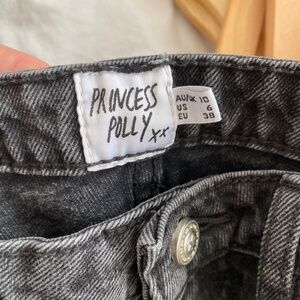 PRINCESS
POLLY xx
AU/UK 10
US 6
EU 38